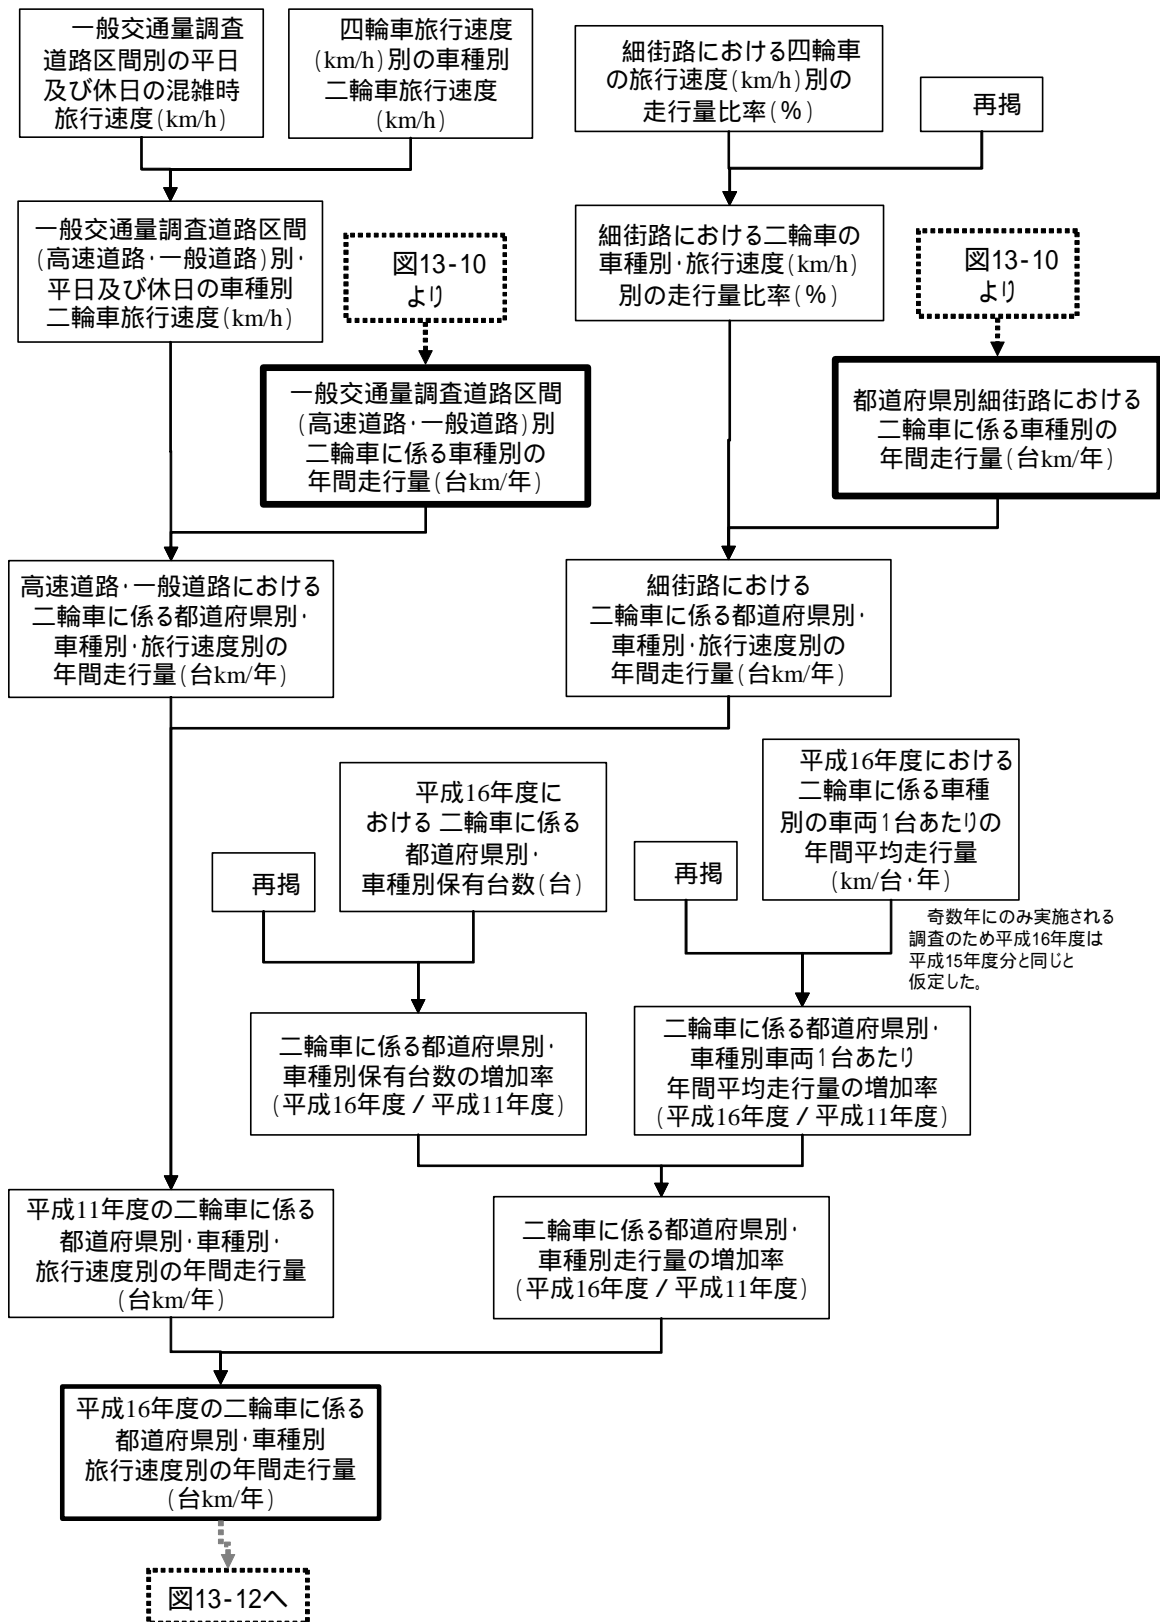 一般交通量調査
道路区間別の平日
及び休日の混雑時
旅行速度(km/h)
四輪車旅行速度
(km/h)別の車種別
二輪車旅行速度
(km/h)
細街路における四輪車
の旅行速度(km/h)別の
走行量比率(%)
再掲
一般交通量調査道路区間
(高速道路・一般道路)別・
平日及び休日の車種別
二輪車旅行速度(km/h)
図13-10
より
細街路における二輪車の
車種別・旅行速度(km/h)
別の走行量比率(%)
図13-10
より
一般交通量調査道路区間
(高速道路・一般道路)別
二輪車に係る車種別の
年間走行量(台km/年)
都道府県別細街路における
二輪車に係る車種別の
年間走行量(台km/年)
高速道路・一般道路における
二輪車に係る都道府県別・
車種別・旅行速度別の
年間走行量(台km/年)
細街路における
二輪車に係る都道府県別・
車種別・旅行速度別の
年間走行量(台km/年)
再掲
平成16年度に
おける 二輪車に係る
都道府県別・
車種別保有台数(台)
再掲
平成16年度における
二輪車に係る車種
別の車両1台あたりの
年間平均走行量
(km/台・年)
奇数年にのみ実施される
調査のため平成16年度は
平成15年度分と同じと
仮定した。
二輪車に係る都道府県別・
車種別保有台数の増加率
(平成16年度 / 平成11年度)
二輪車に係る都道府県別・
車種別車両1台あたり
年間平均走行量の増加率
(平成16年度 / 平成11年度)
平成11年度の二輪車に係る
都道府県別・車種別・
旅行速度別の年間走行量
(台km/年)
二輪車に係る都道府県別・
車種別走行量の増加率
(平成16年度 / 平成11年度)
平成16年度の二輪車に係る
都道府県別・車種別
旅行速度別の年間走行量
(台km/年)
図13-12へ